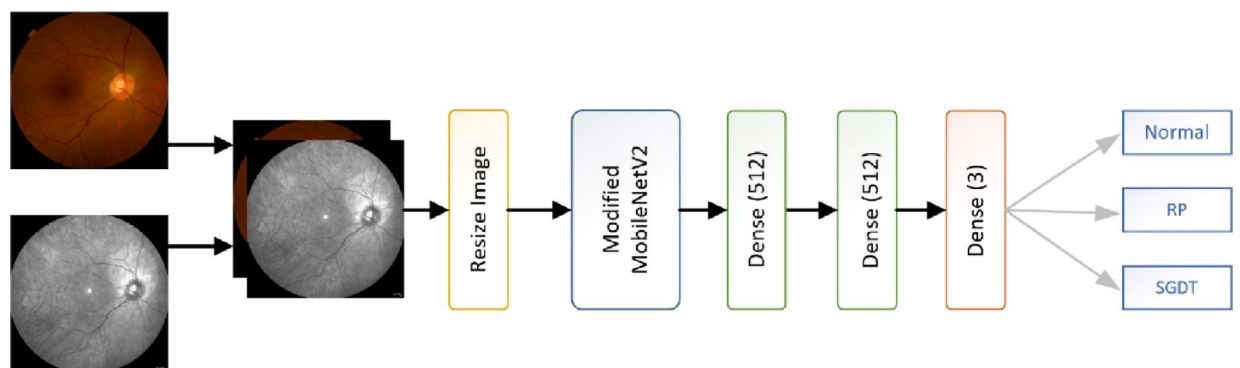 Resize Image
Modified
MobileNetV2
Dense (512)
Dense (512)
Dense (3)
Normal
RP
SGDT